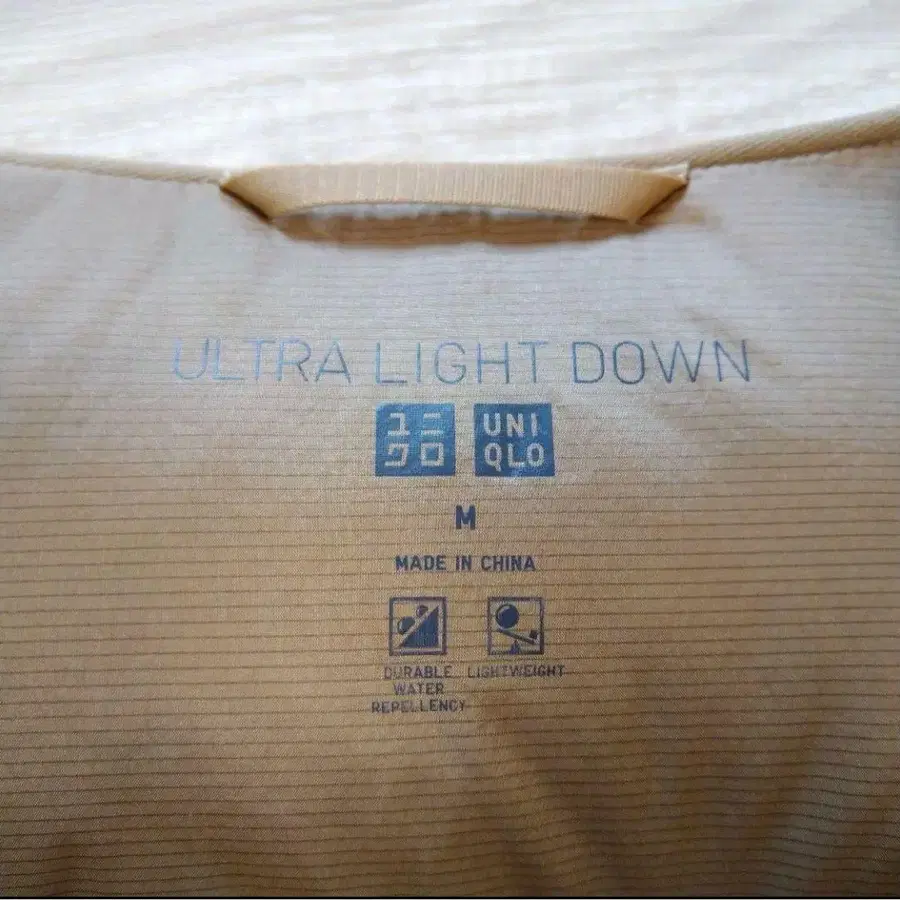 ULTRA LIGHT DOWN
ユニ
クロ
UNI
QLO
M
MADE IN CHINA
DURABLE
WATER
REPELLENCY
LIGHTWEIGHT